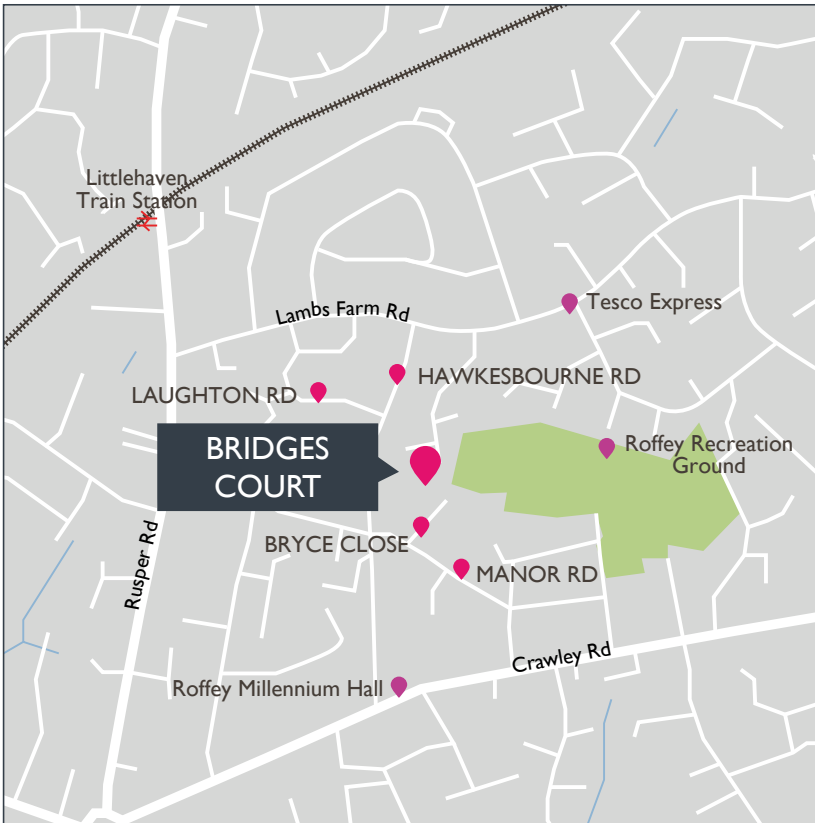 Littlehaven
Train Station
Tesco Express
Lambs Farm Rd
HAWKESBOURNE RD
LAUGHTON RD
BRIDGES
COURT
Roffey Recreation
Ground
BRYCE CLOSE
Rusper Rd
MANOR RD
Crawley Rd
Roffey Millennium Hall